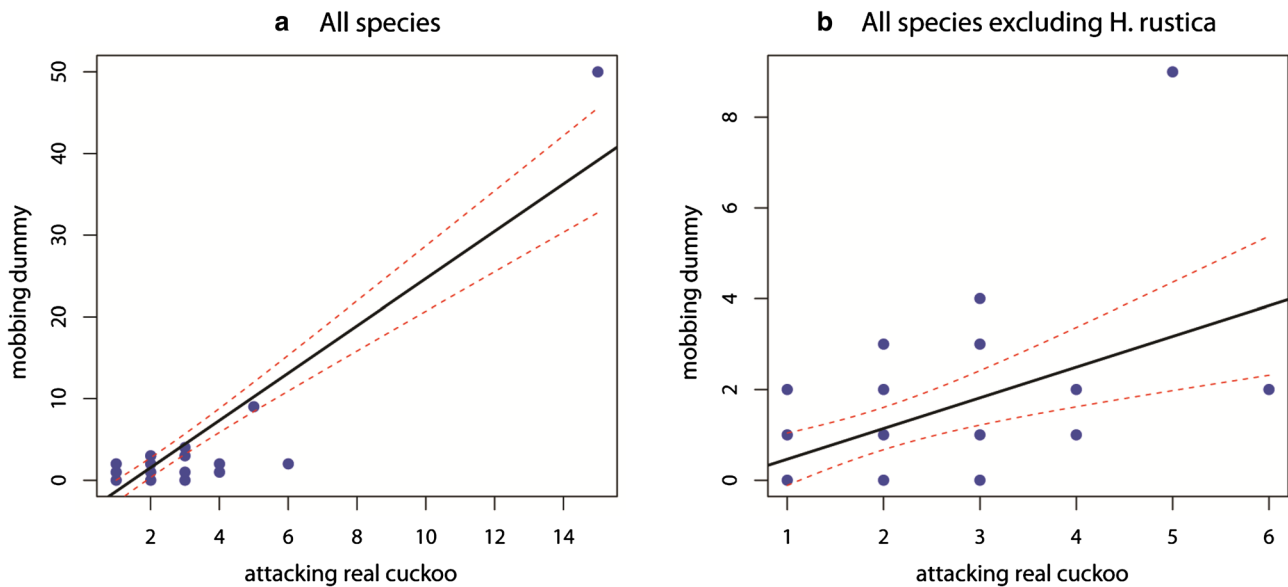 a All species
mobbing dummy
50
40
30
20
10
0
2 4 6 8 10 12 14
attacking real cuckoo
b All species excluding H. rustica
mobbing dummy
8
6
4
2
0
1 2 3 4 5 6
attacking real cuckoo